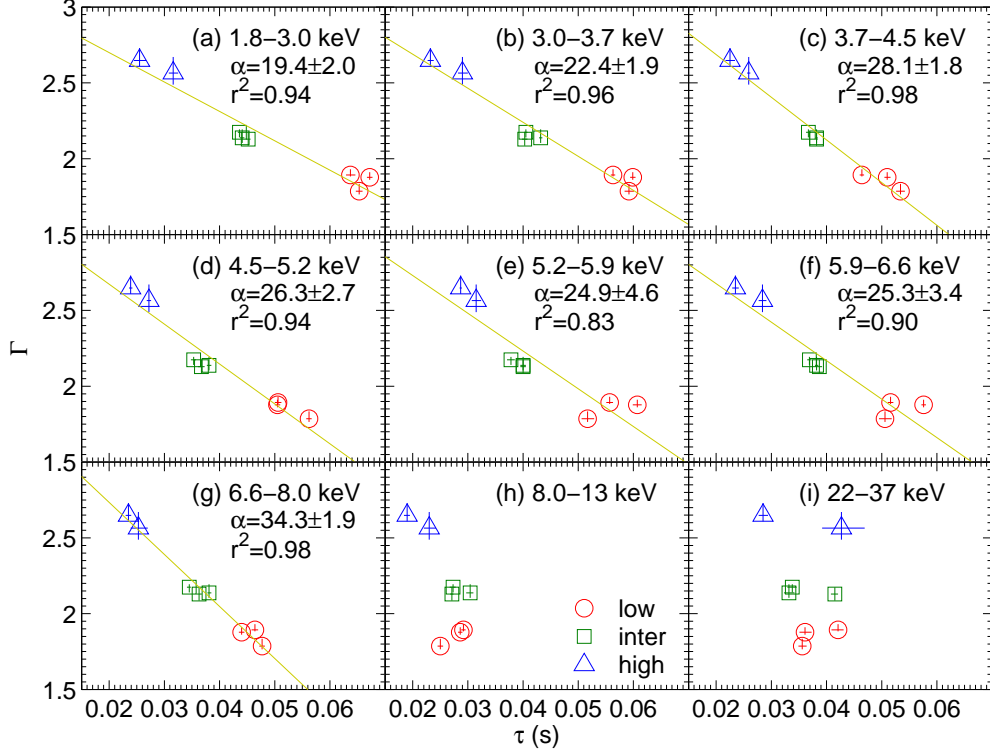 3
2.5
2
1.5
(a) 1.8–3.0 keV
α=19.4±2.0
r²=0.94
(b) 3.0–3.7 keV
α=22.4±1.9
r²=0.96
(c) 3.7–4.5 keV
α=28.1±1.8
r²=0.98
Γ
2.5
2
1.5
(d) 4.5–5.2 keV
α=26.3±2.7
r²=0.94
(e) 5.2–5.9 keV
α=24.9±4.6
r²=0.83
(f) 5.9–6.6 keV
α=25.3±3.4
r²=0.90
2.5
2
1.5
(g) 6.6–8.0 keV
α=34.3±1.9
r²=0.98
(h) 8.0–13 keV
low
inter
high
(i) 22–37 keV
0.02 0.03 0.04 0.05 0.06
0.02 0.03 0.04 0.05 0.06
0.02 0.03 0.04 0.05 0.06
τ (s)